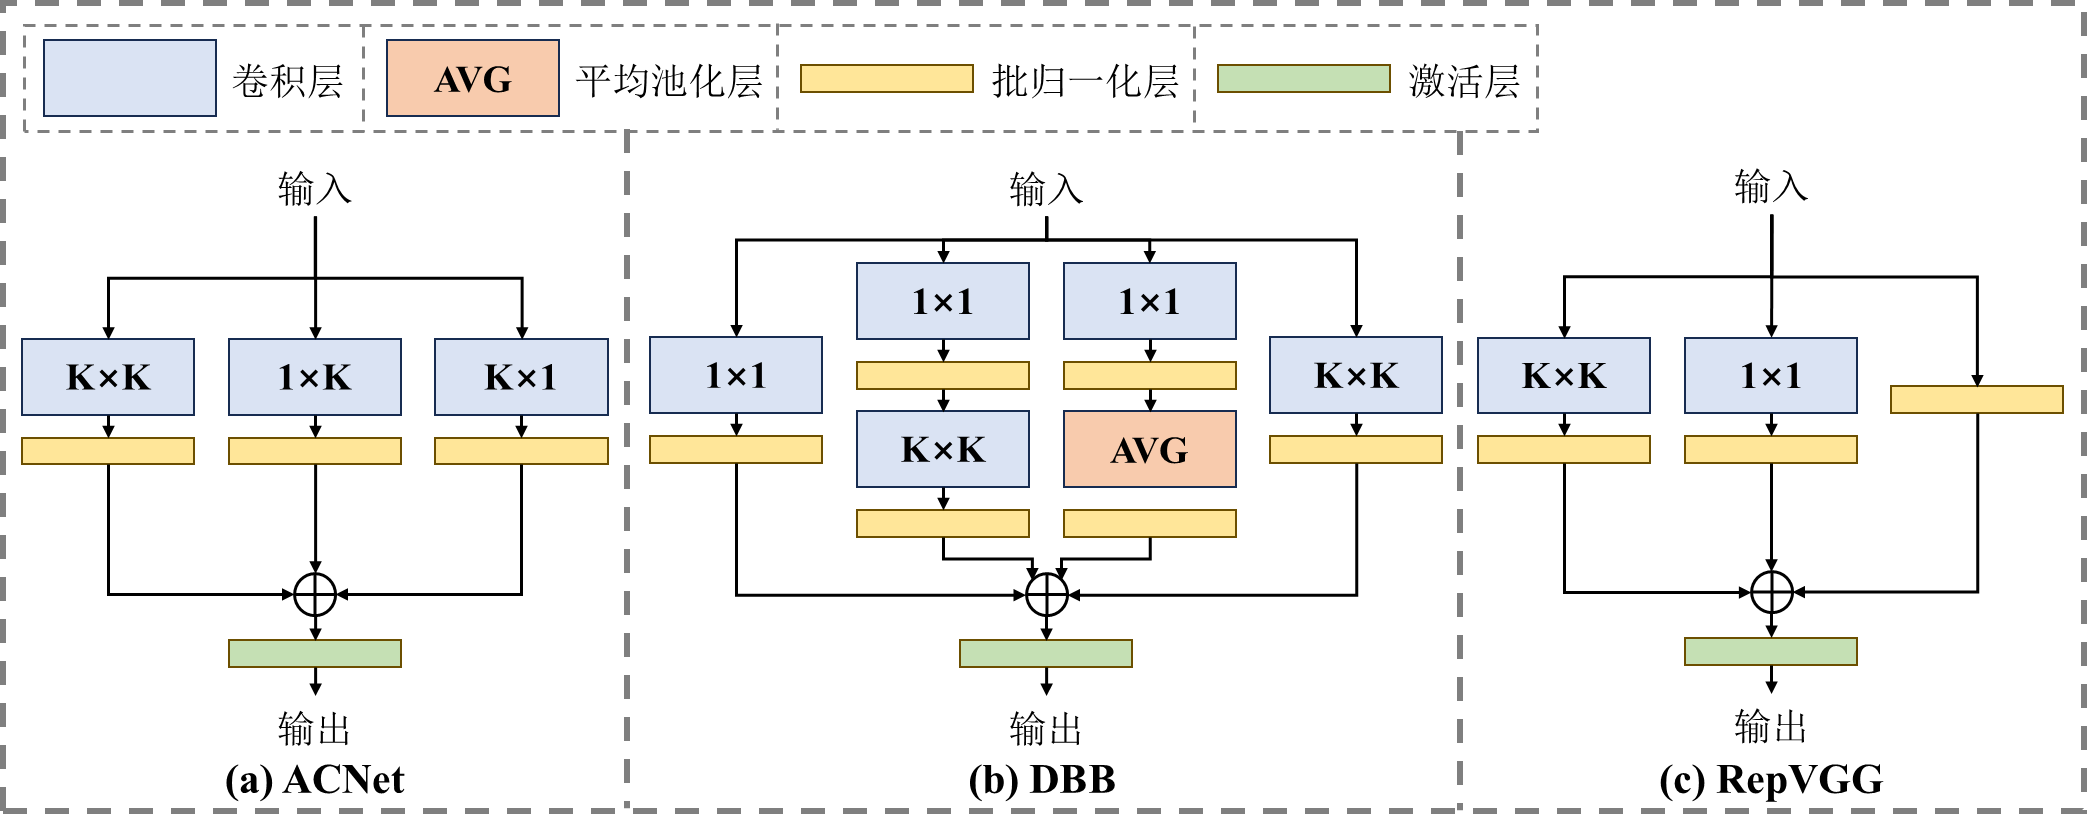 卷积层
AVG
平均池化层
批归一化层
激活层
输入
K×K
1×K
K×1
输出
(a) ACNet
输入
1×1
1×1
1×1
K×K
K×K
AVG
输出
(b) DBB
输入
K×K
1×1
输出
(c) RepVGG